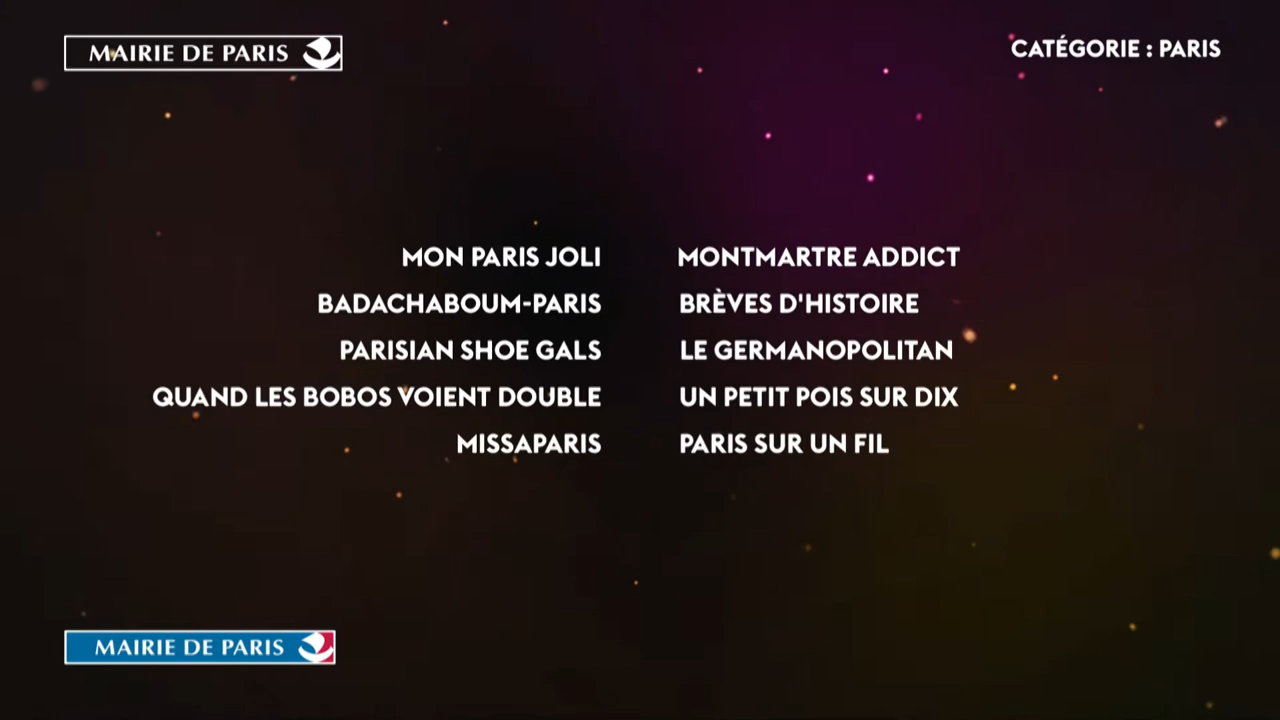 MAIRIE DE PARIS
CATÉGORIE : PARIS
MON PARIS JOLI
BADACHABOUM-PARIS
PARISIAN SHOE GALS
QUAND LES BOBOS VOIENT DOUBLE
MISSAPARIS
MONTMARTRE ADDICT
BRÈVES D'HISTOIRE
LE GERMANOPOLITAN
UN PETIT POIS SUR DIX
PARIS SUR UN FIL
MAIRIE DE PARIS